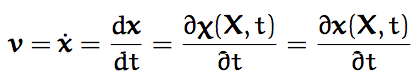 𝒗 = ẋ = dx/dt = ∂χ(X, t)/∂t = ∂x(X, t)/∂t